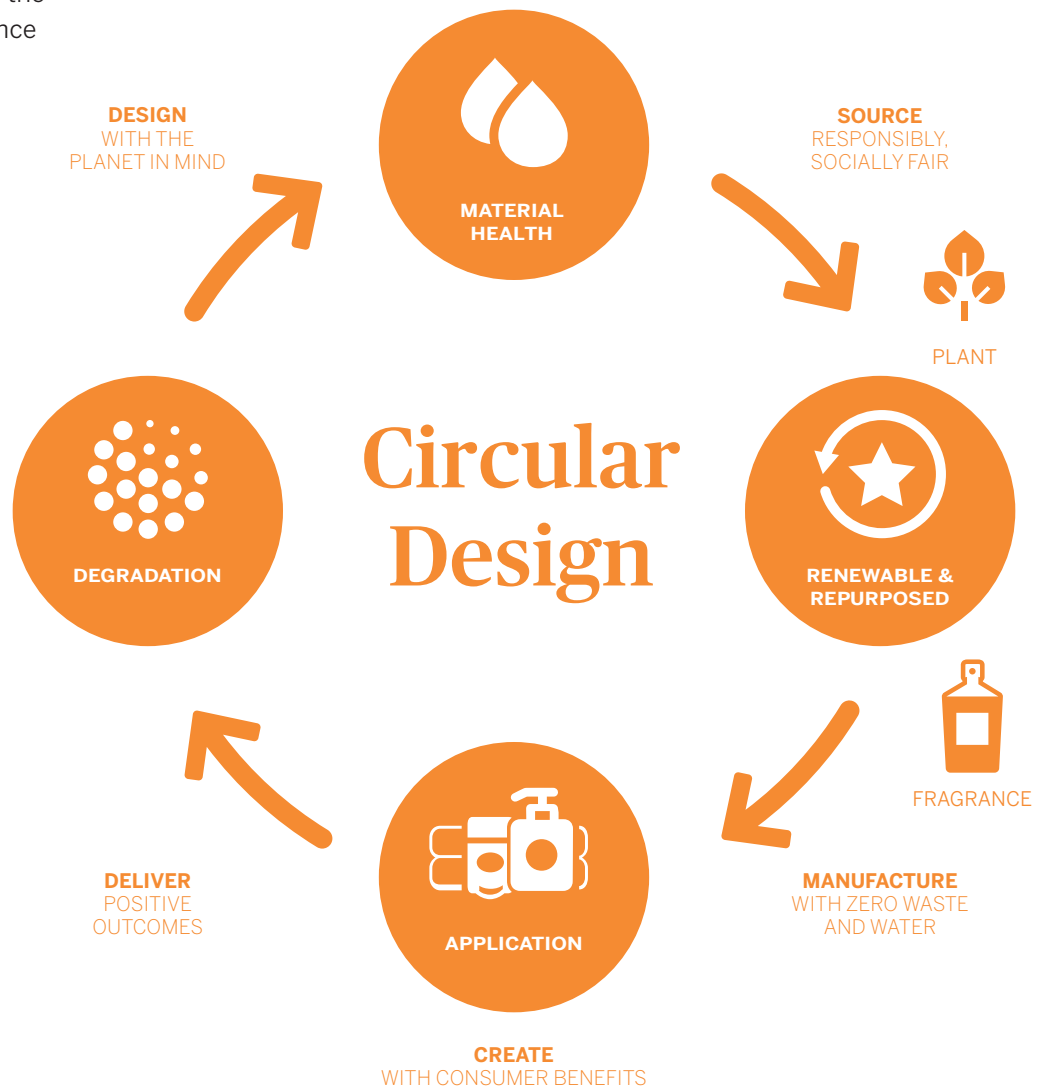 the
DESIGN
WITH THE
PLANET IN MIND
MATERIAL
HEALTH
SOURCE
RESPONSIBLY,
SOCIALLY FAIR
PLANT
Circular
Design
DEGRADATION
RENEWABLE &
REPURPOSED
FRAGRANCE
DELIVER
POSITIVE
OUTCOMES
MANUFACTURE
WITH ZERO WASTE
AND WATER
APPLICATION
CREATE
WITH CONSUMER BENEFITS